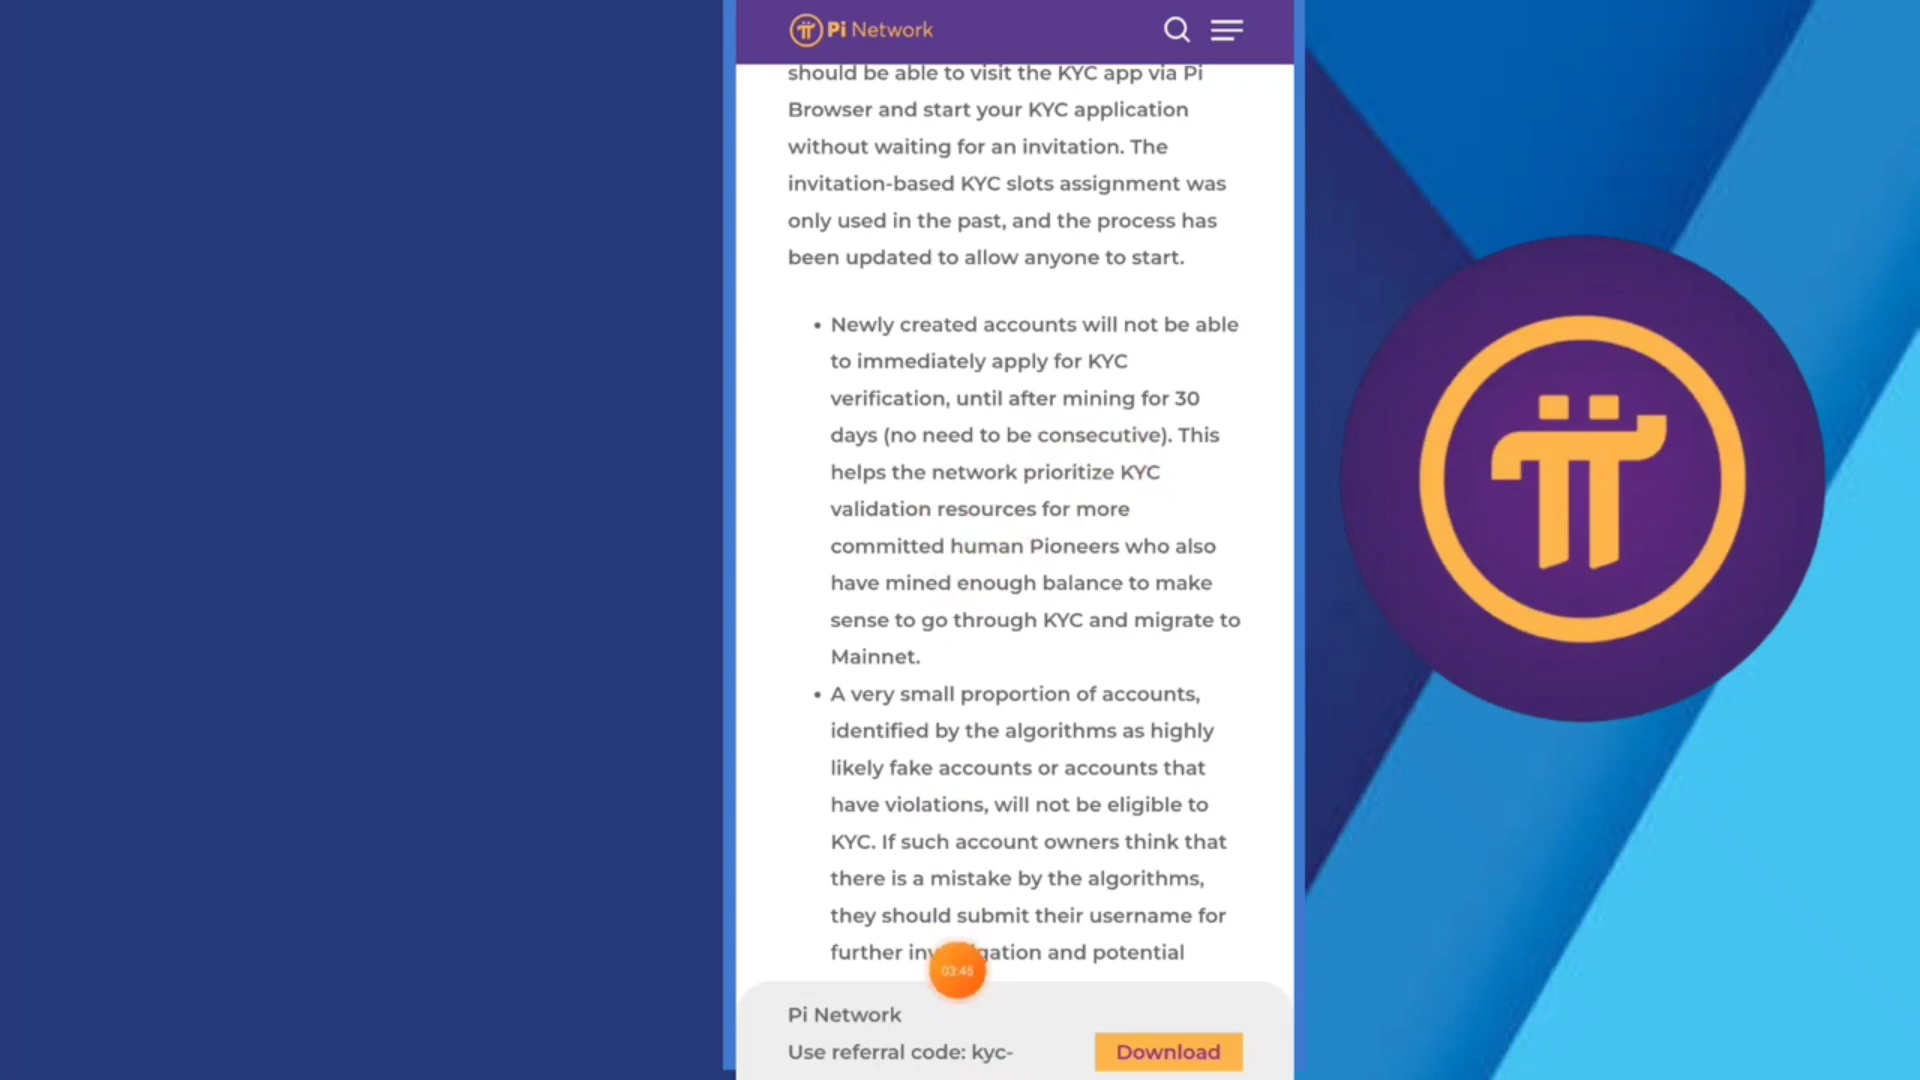 Pi Network
should be able to visit the KYC app via Pi
Browser and start your KYC application
without waiting for an invitation. The
invitation-based KYC slots assignment was
only used in the past, and the process has
been updated to allow anyone to start.
• Newly created accounts will not be able
to immediately apply for KYC
verification, until after mining for 30
days (no need to be consecutive). This
helps the network prioritize KYC
validation resources for more
committed human Pioneers who also
have mined enough balance to make
sense to go through KYC and migrate to
Mainnet.
• A very small proportion of accounts,
identified by the algorithms as highly
likely fake accounts or accounts that
have violations, will not be eligible to
KYC. If such account owners think that
there is a mistake by the algorithms,
they should submit their username for
further and potential
03:46
Pi Network
Use referral code: kyc-
Download